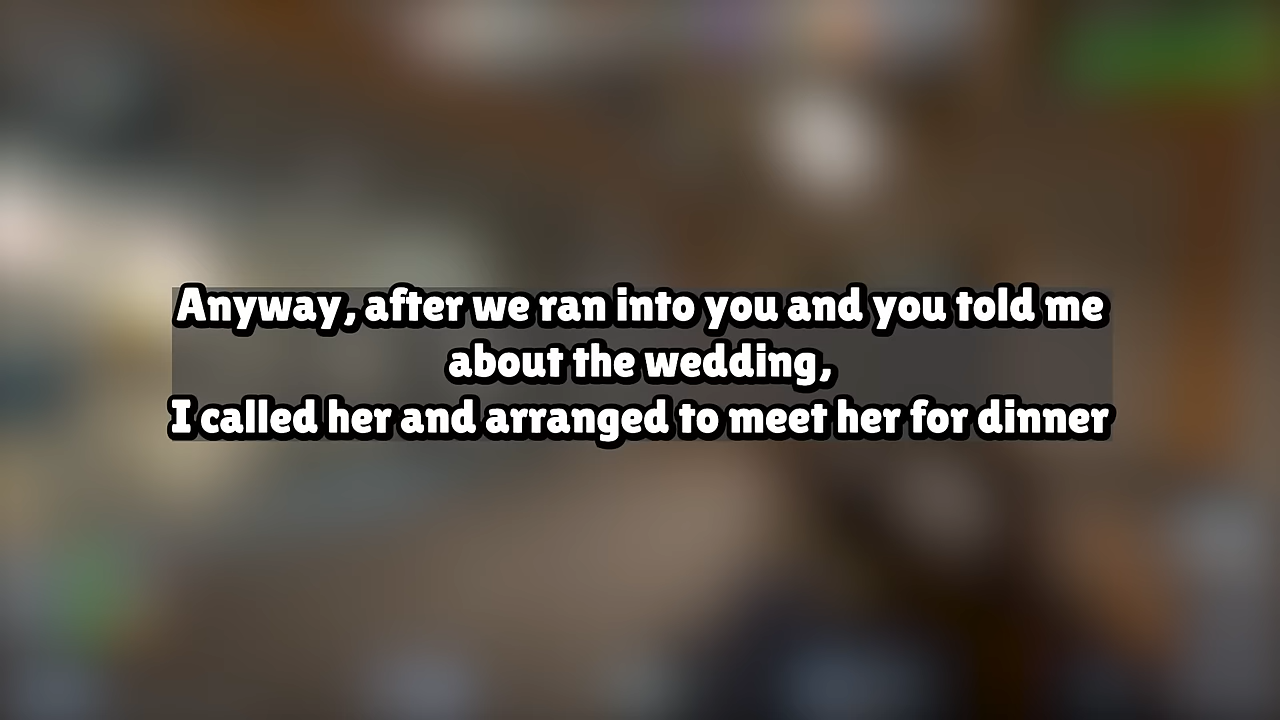 Anyway, after we ran into you and you told me
about the wedding,
I called her and arranged to meet her for dinner